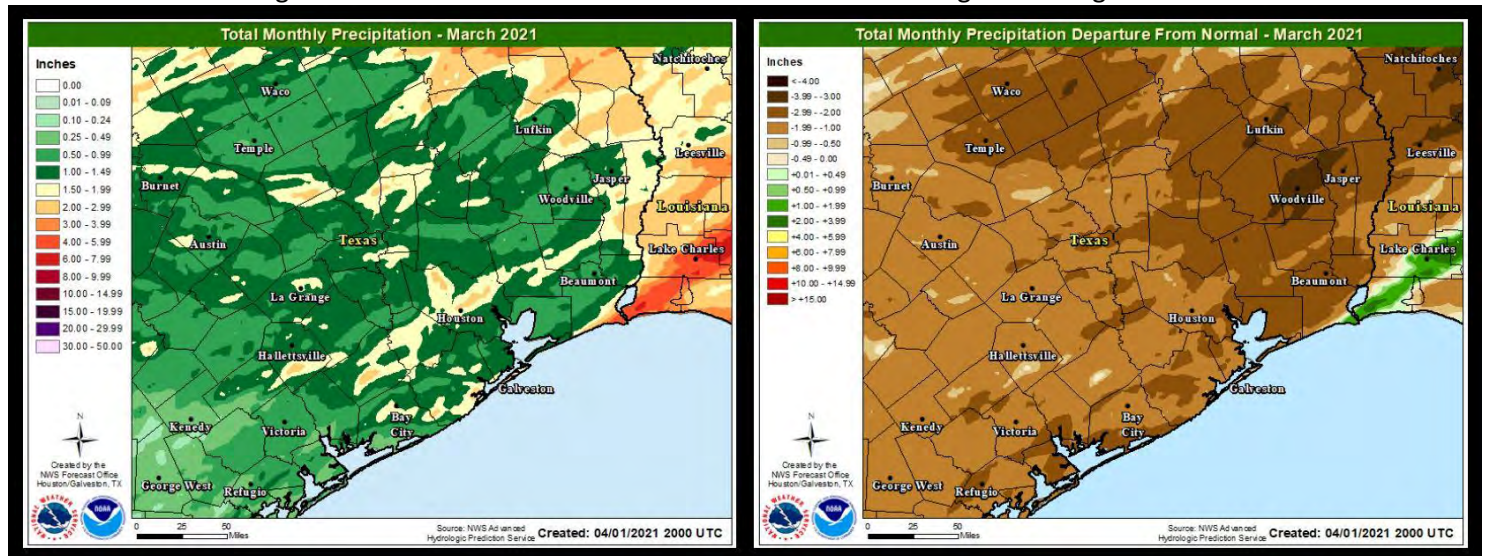 Total Monthly Precipitation - March 2021
Inches
0.00
0.01 - 0.09
0.10 - 0.24
0.25 - 0.49
0.50 - 0.99
1.00 - 1.49
1.50 - 1.99
2.00 - 2.99
3.00 - 3.99
4.00 - 5.99
6.00 - 7.99
8.00 - 9.99
10.00 - 14.99
15.00 - 19.99
20.00 - 29.99
30.00 - 50.00
Natchitoches
Waco
Lufkin
Temple
Leesville
Burnet
Jasper
Woodville
Louisiana
Austin
Texas
Lake Charles
Beaumont
La Grange
Houston
Hallettsville
Galveston
Kenedy
Victoria
Bay
City
George West
Refugio
N
Created by the
NWS Forecast Office
Houston/Galveston, TX
NOAA
0 25 50
Miles
Source: NWS Advanced
Hydrologic Prediction Service
Created: 04/01/2021 2000 UTC
Total Monthly Precipitation Departure From Normal - March 2021
Inches
< -4.00
-3.99 - -3.00
-2.99 - -2.00
-1.99 - -1.00
-0.99 - -0.50
-0.49 - 0.00
+0.01 - +0.49
+0.50 - +0.99
+1.00 - +1.99
+2.00 - +3.99
+4.00 - +5.99
+6.00 - +7.99
+8.00 - +9.99
+10.00 - +14.99
> +15.00
Natchitoches
Waco
Lufkin
Temple
Leesville
Burnet
Jasper
Woodville
Louisiana
Austin
Texas
Lake Charles
Beaumont
La Grange
Houston
Hallettsville
Galveston
Kenedy
Victoria
Bay
City
George West
Refugio
N
Created by the
NWS Forecast Office
Houston/Galveston, TX
NOAA
0 25 50
Miles
Source: NWS Advanced
Hydrologic Prediction Service
Created: 04/01/2021 2000 UTC